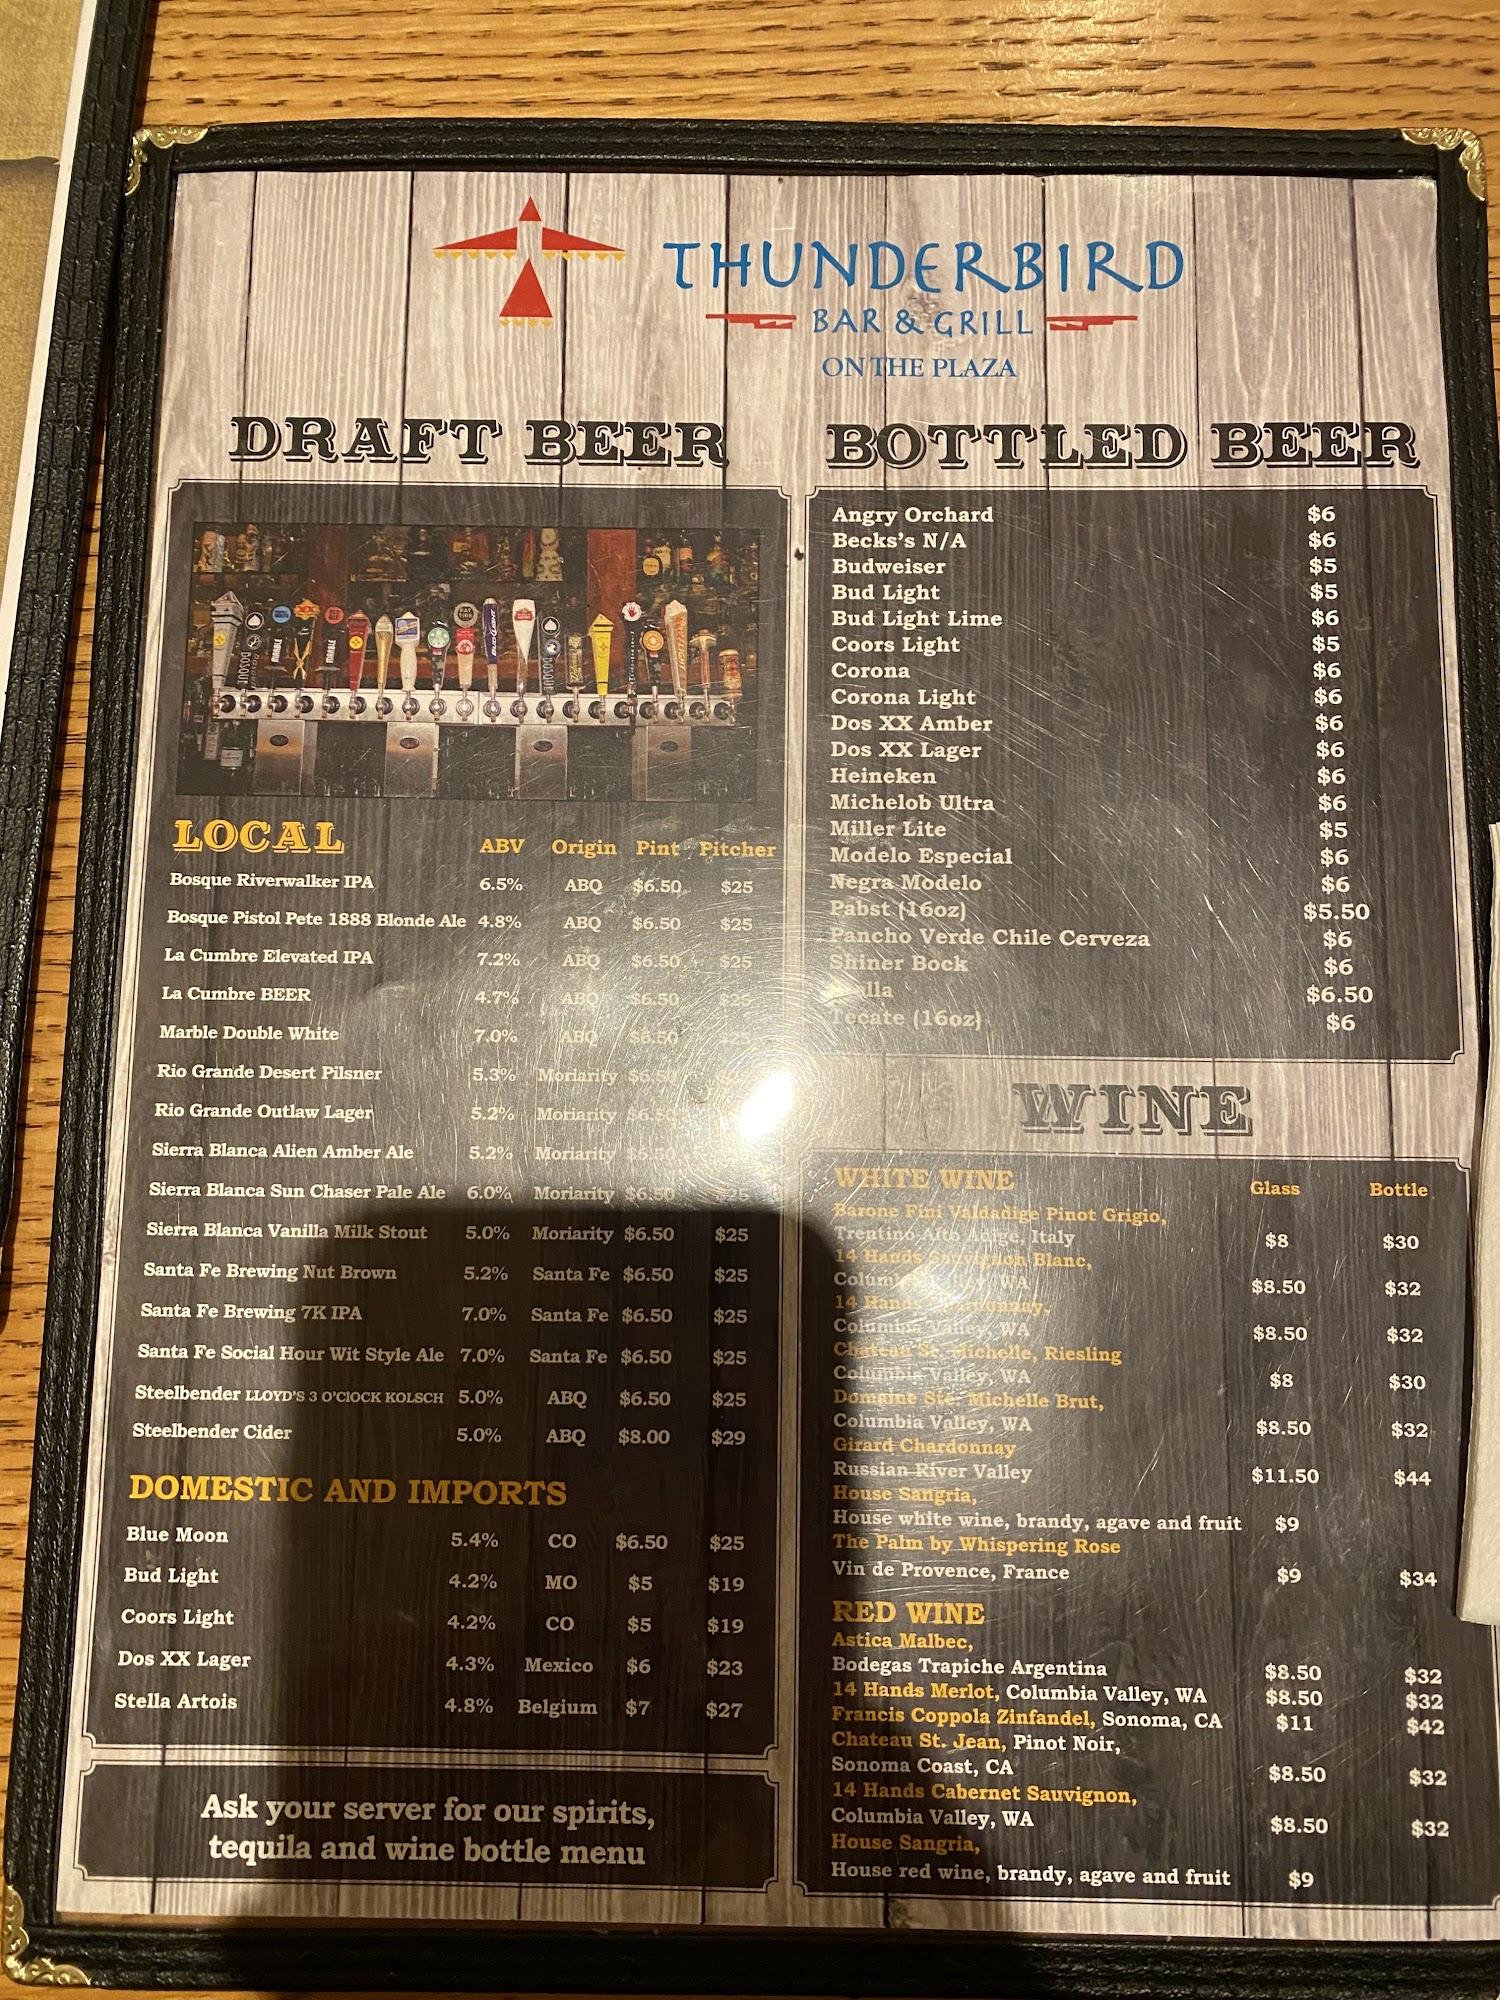 THUNDERBIRD
BAR & GRILL
ON THE PLAZA
DRAFT BEER
LOCAL ABV Origin Pint Pitcher
Bosque Riverwalker IPA 6.5% ABQ $6.50 $25
Bosque Pistol Pete 1888 Blonde Ale 4.8% ABQ $6.50 $25
La Cumbre Elevated IPA 7.2% ABQ $6.50 $25
La Cumbre BEER 4.7% ABQ $6.50 $25
Marble Double White 7.0% ABQ $6.50 $25
Rio Grande Desert Pilsner 5.3% Moriarity $6.50
Rio Grande Outlaw Lager 5.2% Moriarity $6.50
Sierra Blanca Alien Amber Ale 5.2% Moriarity $6.50
Sierra Blanca Sun Chaser Pale Ale 6.0% Moriarity $6.50 $25
Sierra Blanca Vanilla Milk Stout 5.0% Moriarity $6.50 $25
Santa Fe Brewing Nut Brown 5.2% Santa Fe $6.50 $25
Santa Fe Brewing 7K IPA 7.0% Santa Fe $6.50 $25
Santa Fe Social Hour Wit Style Ale 7.0% Santa Fe $6.50 $25
Steelbender LLOYD'S 3 O'ClOCK KOLSCH 5.0% ABQ $6.50 $25
Steelbender Cider 5.0% ABQ $8.00 $29
DOMESTIC AND IMPORTS
Blue Moon 5.4% CO $6.50 $25
Bud Light 4.2% MO $5 $19
Coors Light 4.2% CO $5 $19
Dos XX Lager 4.3% Mexico $6 $23
Stella Artois 4.8% Belgium $7 $27
Ask your server for our spirits,
tequila and wine bottle menu
BOTTLED BEER
Angry Orchard $6
Becks's N/A $6
Budweiser $5
Bud Light $5
Bud Light Lime $6
Coors Light $5
Corona $6
Corona Light $6
Dos XX Amber $6
Dos XX Lager $6
Heineken $6
Michelob Ultra $6
Miller Lite $5
Modelo Especial $6
Negra Modelo $6
Pabst (16oz) $5.50
Pancho Verde Chile Cerveza $6
Shiner Bock $6
$6.50
Tecate (16oz) $6
WINE
WHITE WINE Glass Bottle
Barone Fini Valdadige Pinot Grigio,
Trentino-Alto Adige, Italy $8 $30
14 Hands Sauvignon Blanc,
Columbia Valley, WA $8.50 $32
14 Hands Chardonnay,
Columbia Valley, WA $8.50 $32
Chateau St. Michelle, Riesling
Columbia Valley, WA $8 $30
Domaine Ste. Michelle Brut,
Columbia Valley, WA $8.50 $32
Girard Chardonnay
Russian River Valley $11.50 $44
House Sangria,
House white wine, brandy, agave and fruit $9
The Palm by Whispering Rose
Vin de Provence, France $9 $34
RED WINE
Astica Malbec,
Bodegas Trapiche Argentina $8.50 $32
14 Hands Merlot, Columbia Valley, WA $8.50 $32
Francis Coppola Zinfandel, Sonoma, CA $11 $42
Chateau St. Jean, Pinot Noir,
Sonoma Coast, CA $8.50 $32
14 Hands Cabernet Sauvignon,
Columbia Valley, WA $8.50 $32
House Sangria,
House red wine, brandy, agave and fruit $9